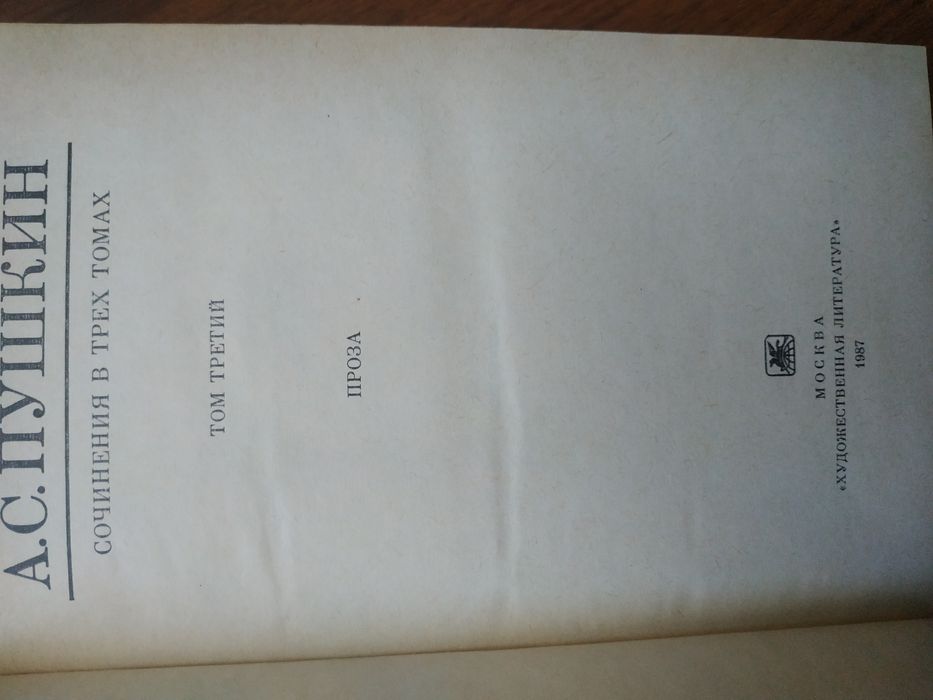 А.С.ПУШКИН
СОЧИНЕНИЯ В ТРЕХ ТОМАХ
ТОМ ТРЕТИЙ
ПРОЗА
МОСКВА
«ХУДОЖЕСТВЕННАЯ ЛИТЕРАТУРА»
1987